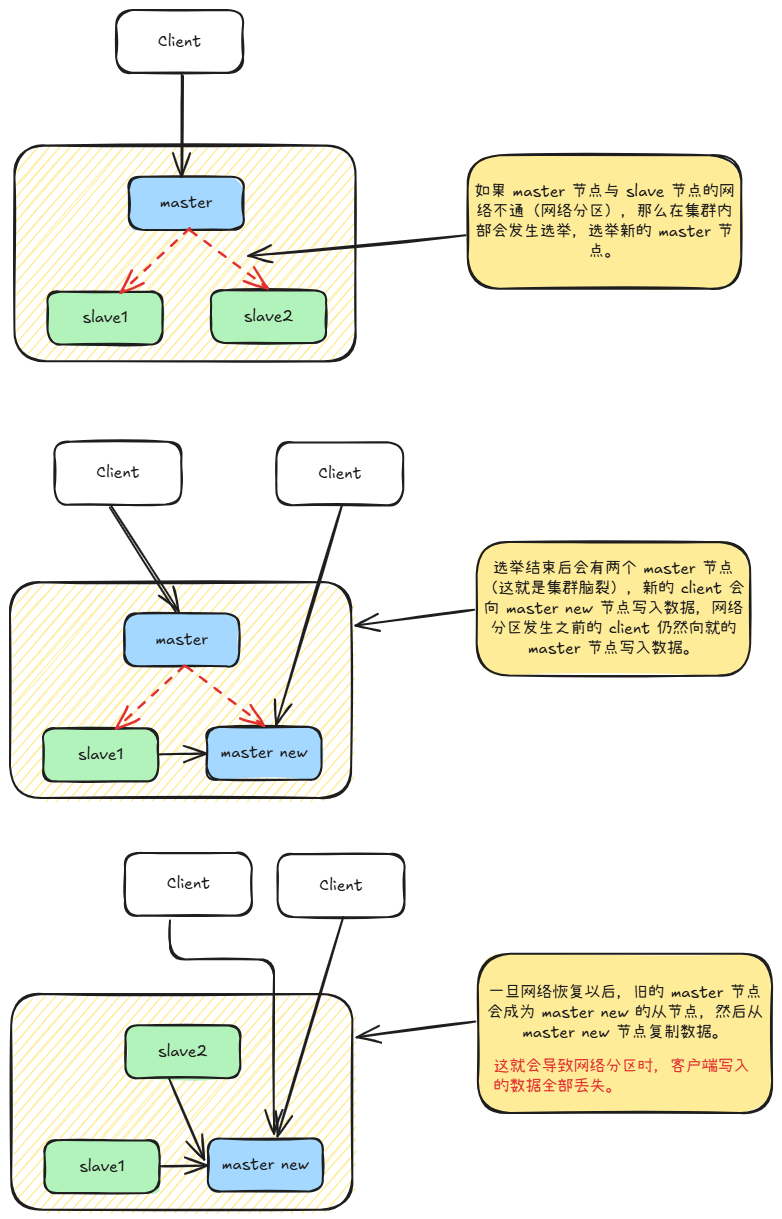 Client
master
slave1
slave2
如果 master 节点与 slave 节点的网
络不通（网络分区），那么在集群内
部会发生选举，选举新的 master 节
点。
Client
Client
master
slave1
master new
选举结束后会有两个 master 节点
（这就是集群脑裂），新的 client 会
向 master new 节点写入数据，网络
分区发生之前的 client 仍然向就的
master 节点写入数据。
Client
Client
slave2
slave1
master new
一旦网络恢复以后，旧的 master 节点
会成为 master new 的从节点，然后从
master new 节点复制数据。
这就会导致网络分区时，客户端写入
的数据全部丢失。